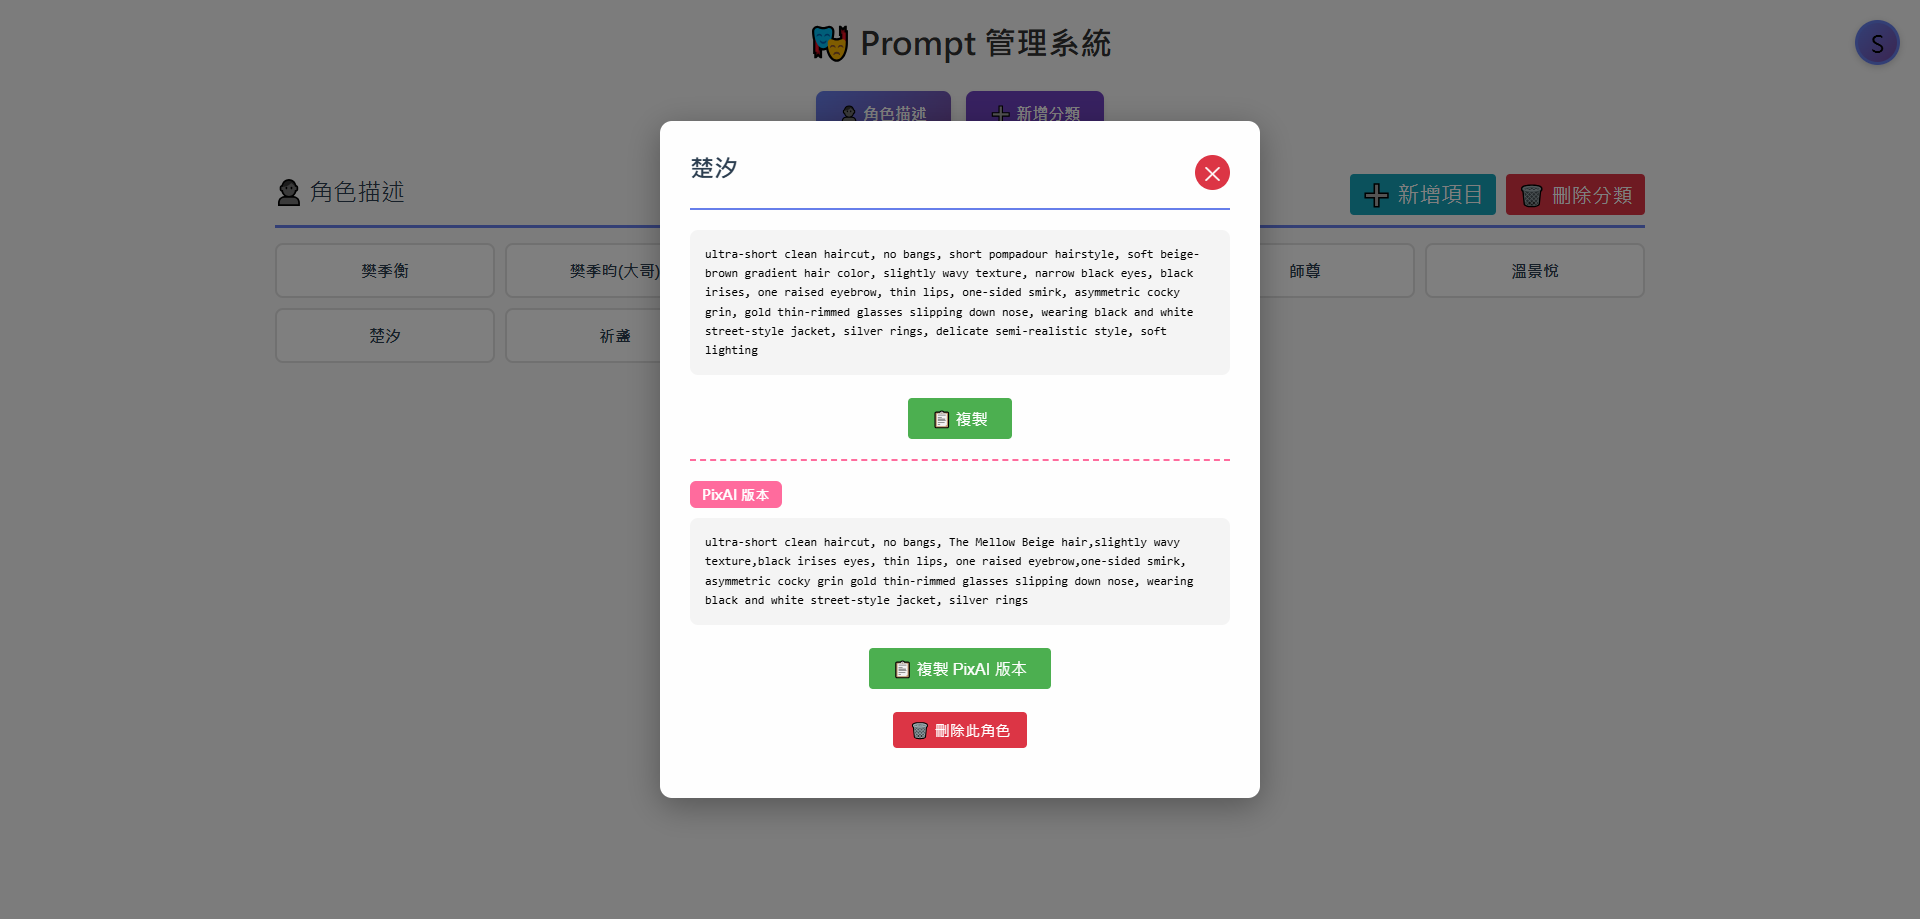 Prompt 管理系統
S
角色描述
新增分類
角色描述
新增項目
刪除分類
樊季衡
樊季昀(大哥)
師尊
溫景悅
楚汐
祈盞
楚汐
ultra-short clean haircut, no bangs, short pompadour hairstyle, soft beige-
brown gradient hair color, slightly wavy texture, narrow black eyes, black
irises, one raised eyebrow, thin lips, one-sided smirk, asymmetric cocky
grin, gold thin-rimmed glasses slipping down nose, wearing black and white
street-style jacket, silver rings, delicate semi-realistic style, soft
lighting
複製
PixAI 版本
ultra-short clean haircut, no bangs, The Mellow Beige hair,slightly wavy
texture,black irises eyes, thin lips, one raised eyebrow,one-sided smirk,
asymmetric cocky grin gold thin-rimmed glasses slipping down nose, wearing
black and white street-style jacket, silver rings
複製 PixAI 版本
刪除此角色